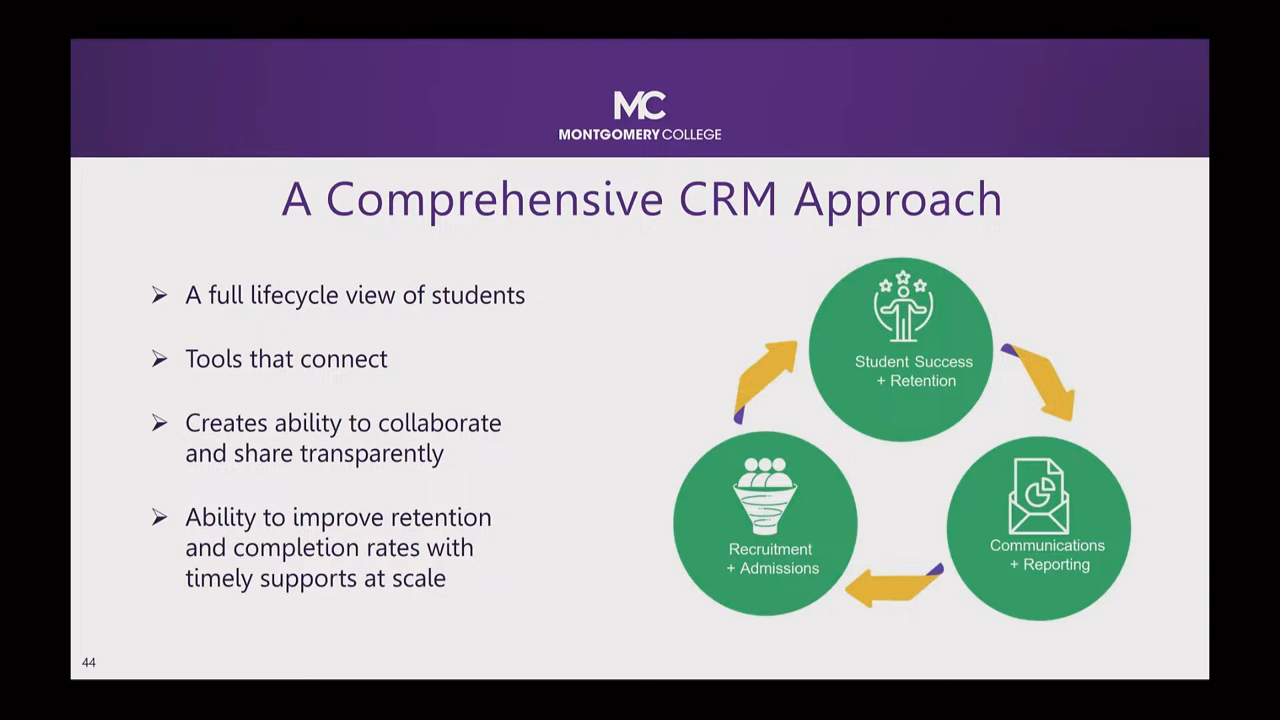 MC
MONTGOMERY COLLEGE
A Comprehensive CRM Approach
➢ A full lifecycle view of students
➢ Tools that connect
➢ Creates ability to collaborate
and share transparently
➢ Ability to improve retention
and completion rates with
timely supports at scale
Student Success
+ Retention
Recruitment
+ Admissions
Communications
+ Reporting
44